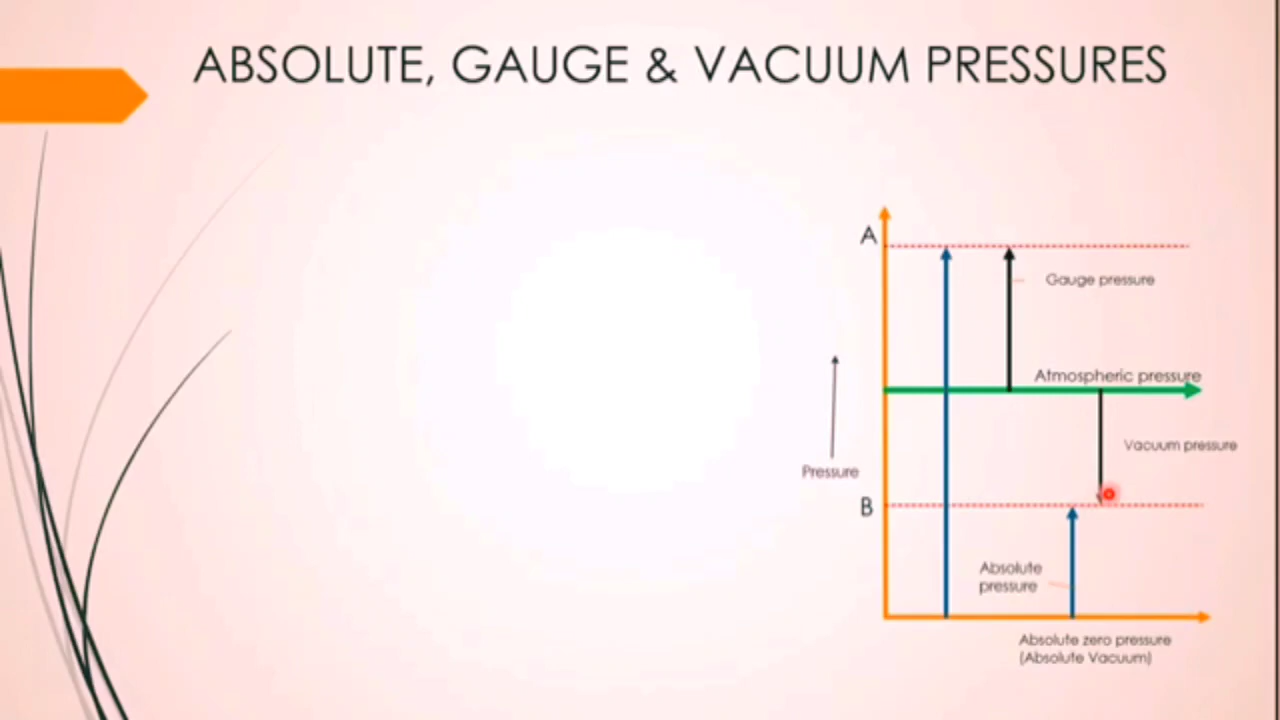 ABSOLUTE, GAUGE & VACUUM PRESSURES
A
Gauge pressure
Atmospheric pressure
Vacuum pressure
Pressure
B
Absolute
pressure
Absolute zero pressure
(Absolute Vacuum)